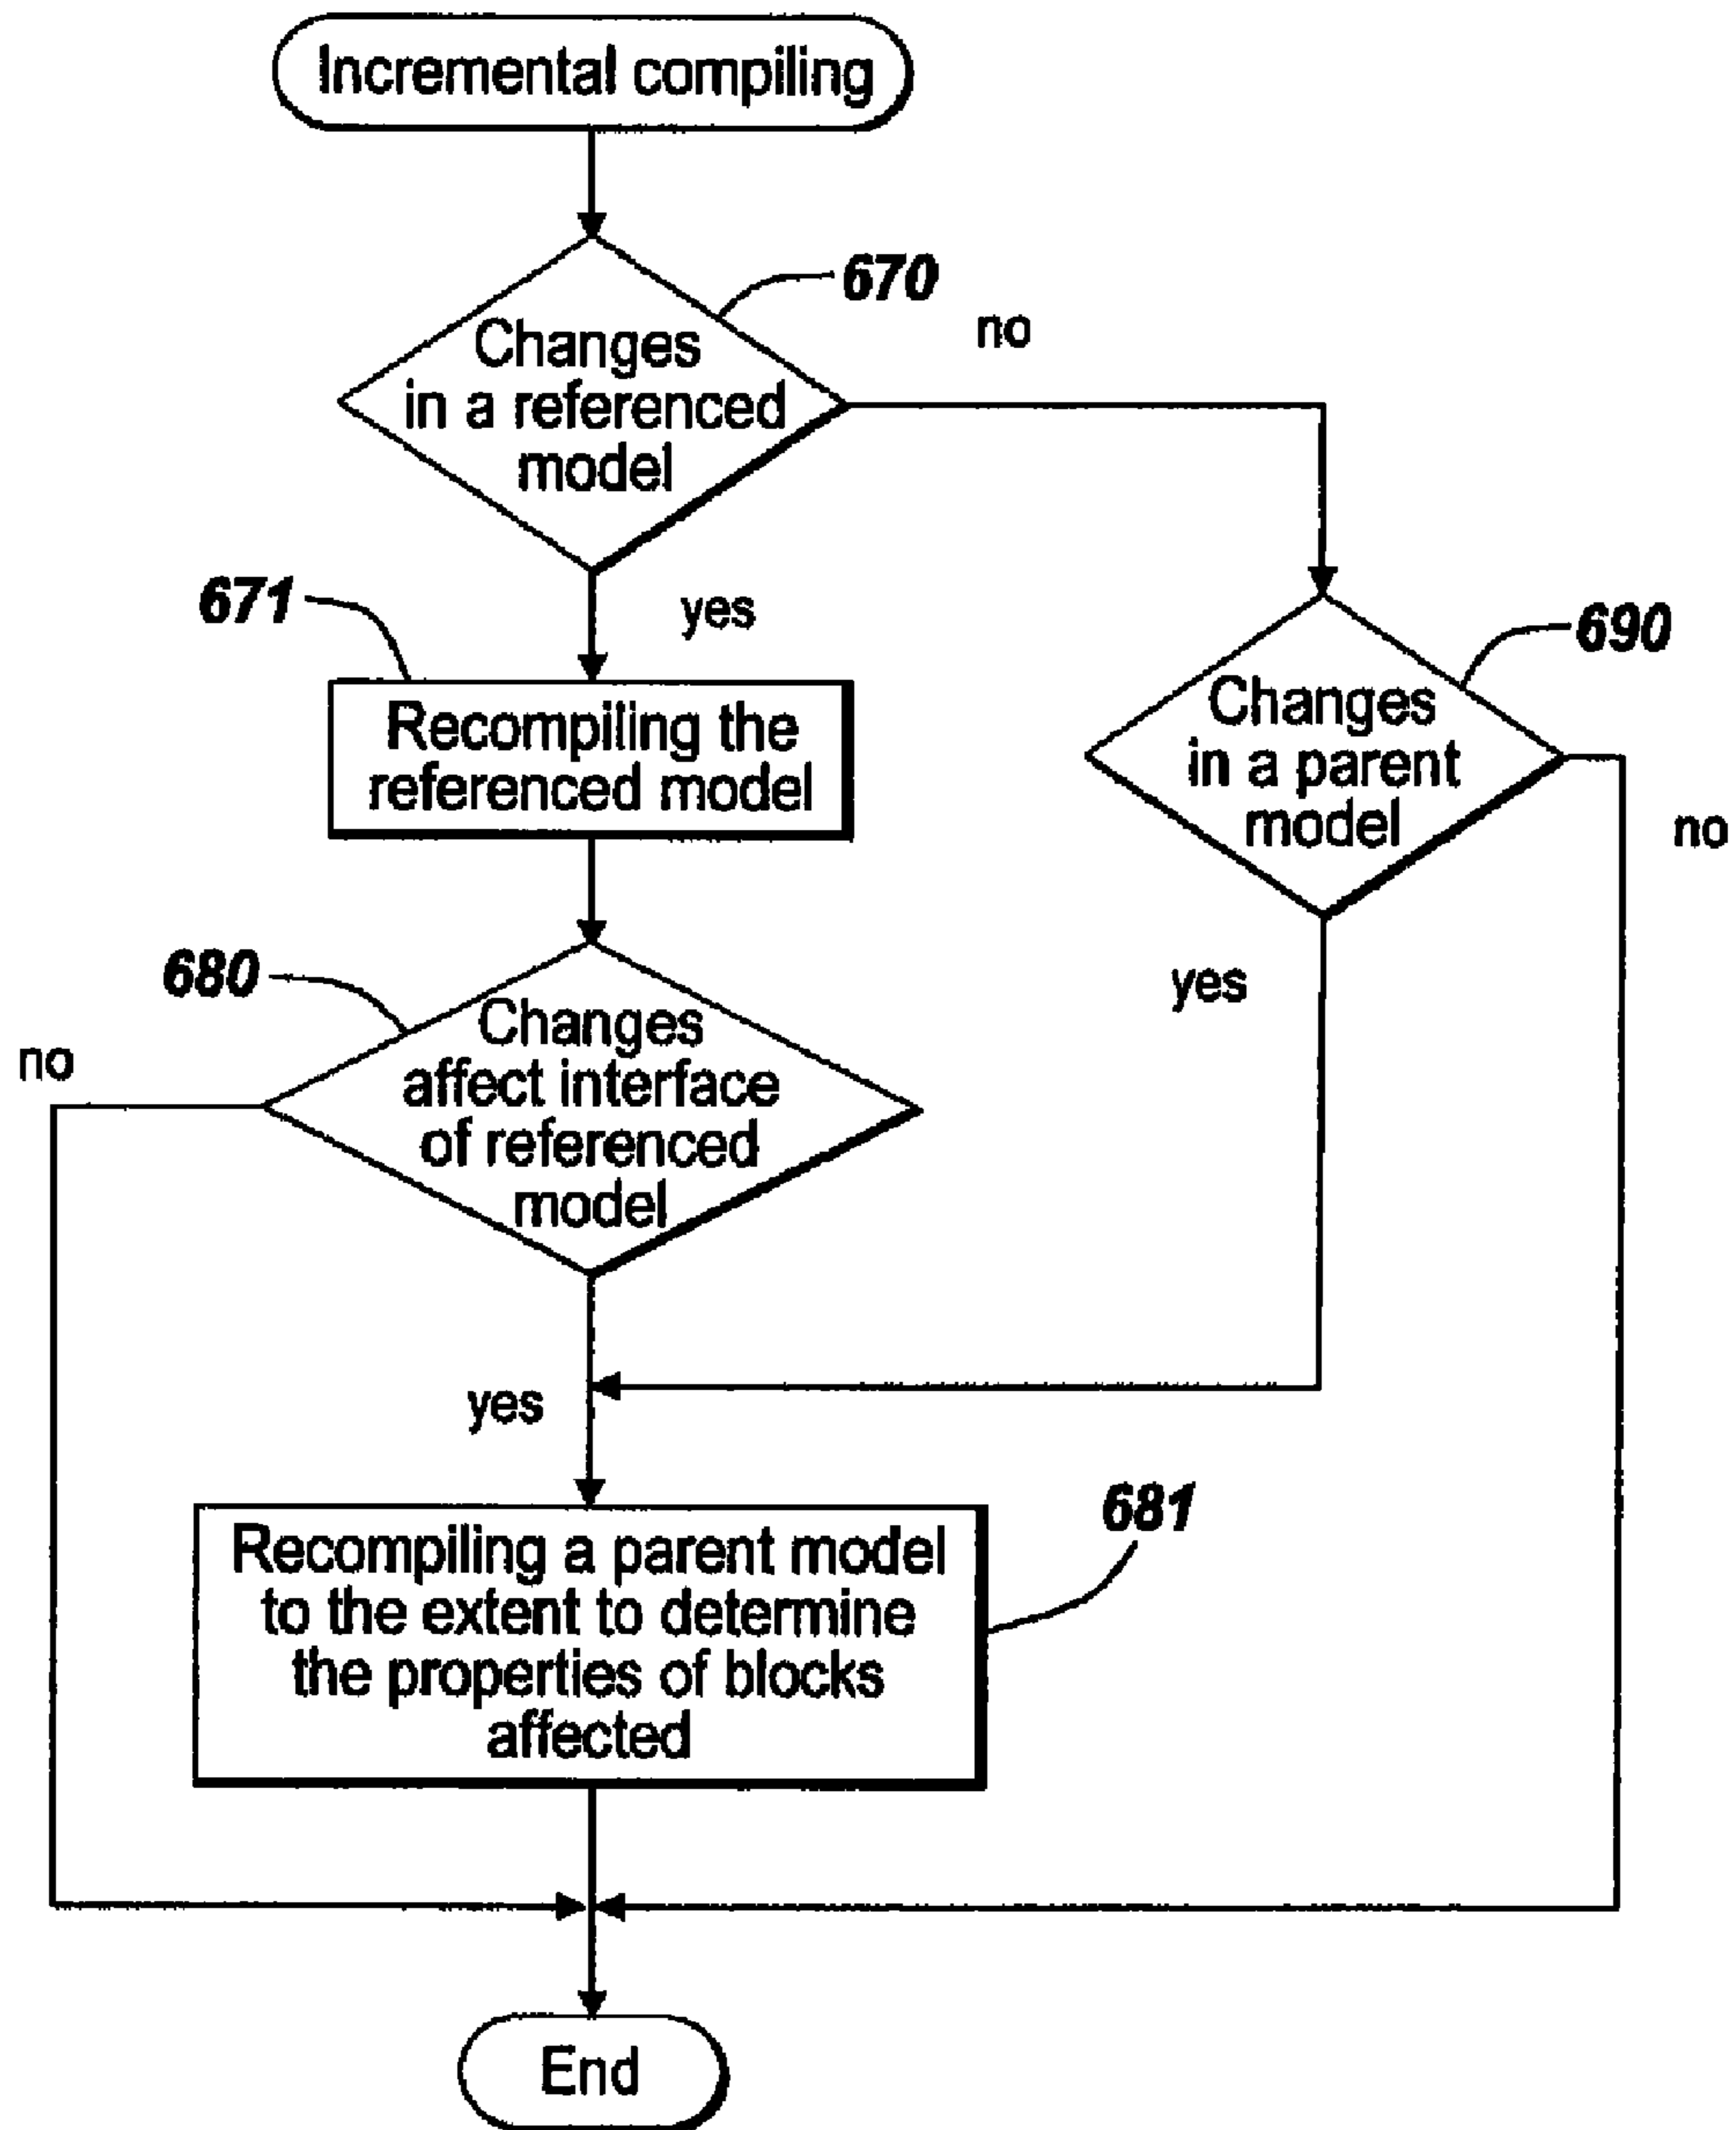 Incremental compiling
670
Changes
in a referenced
model
no
671
yes
Recompiling the
referenced model
690
Changes
in a parent
model
no
yes
680
Changes
affect interface
of referenced
model
no
yes
681
Recompiling a parent model
to the extent to determine
the properties of blocks
affected
End